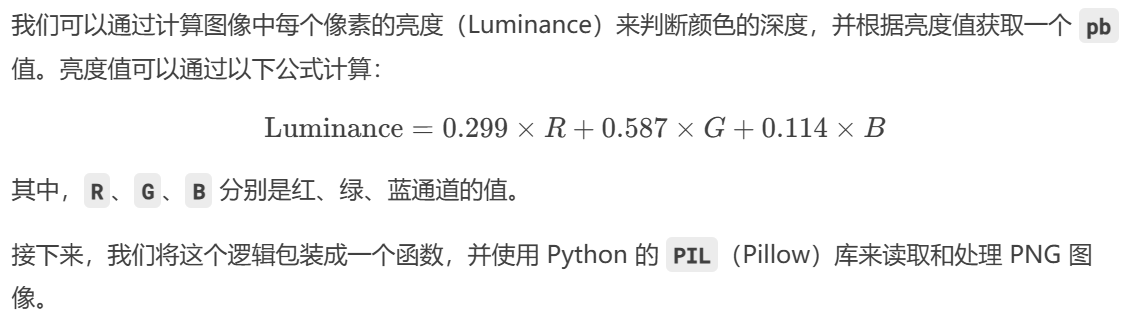 我们可以通过计算图像中每个像素的亮度（Luminance）来判断颜色的深度，并根据亮度值获取一个 pb
值。亮度值可以通过以下公式计算：
Luminance = 0.299 × R + 0.587 × G + 0.114 × B
其中，R、G、B 分别是红、绿、蓝通道的值。
接下来，我们将这个逻辑包装成一个函数，并使用 Python 的 PIL（Pillow）库来读取和处理 PNG 图
像。